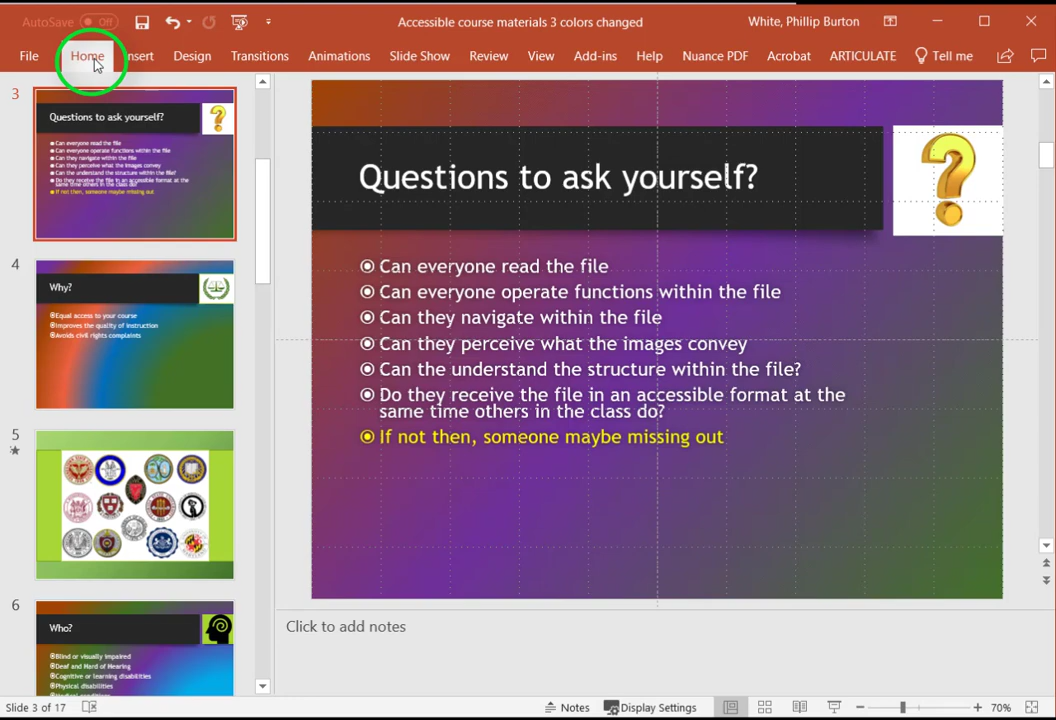 AutoSave Off
Accessible course materials 3 colors changed
White, Phillip Burton
File Home Insert Design Transitions Animations Slide Show Review View Add-ins Help Nuance PDF Acrobat ARTICULATE Tell me
3
Questions to ask yourself?
Can everyone read the file
Can everyone operate functions within the file
Can they navigate within the file
Can they perceive what the images convey
Can the understand the structure within the file?
Do they receive the file in an accessible format at the
same time others in the class do?
If not then, someone maybe missing out
4
Why?
Equal access to your course
Improves the quality of instruction
Avoids civil rights complaints
5
6
Who?
Blind or visually impaired
Deaf and Hard of Hearing
Cognitive or learning disabilities
Physical disabilities
Questions to ask yourself?
Can everyone read the file
Can everyone operate functions within the file
Can they navigate within the file
Can they perceive what the images convey
Can the understand the structure within the file?
Do they receive the file in an accessible format at the
same time others in the class do?
If not then, someone maybe missing out
Click to add notes
Slide 3 of 17
Notes
Display Settings
70%